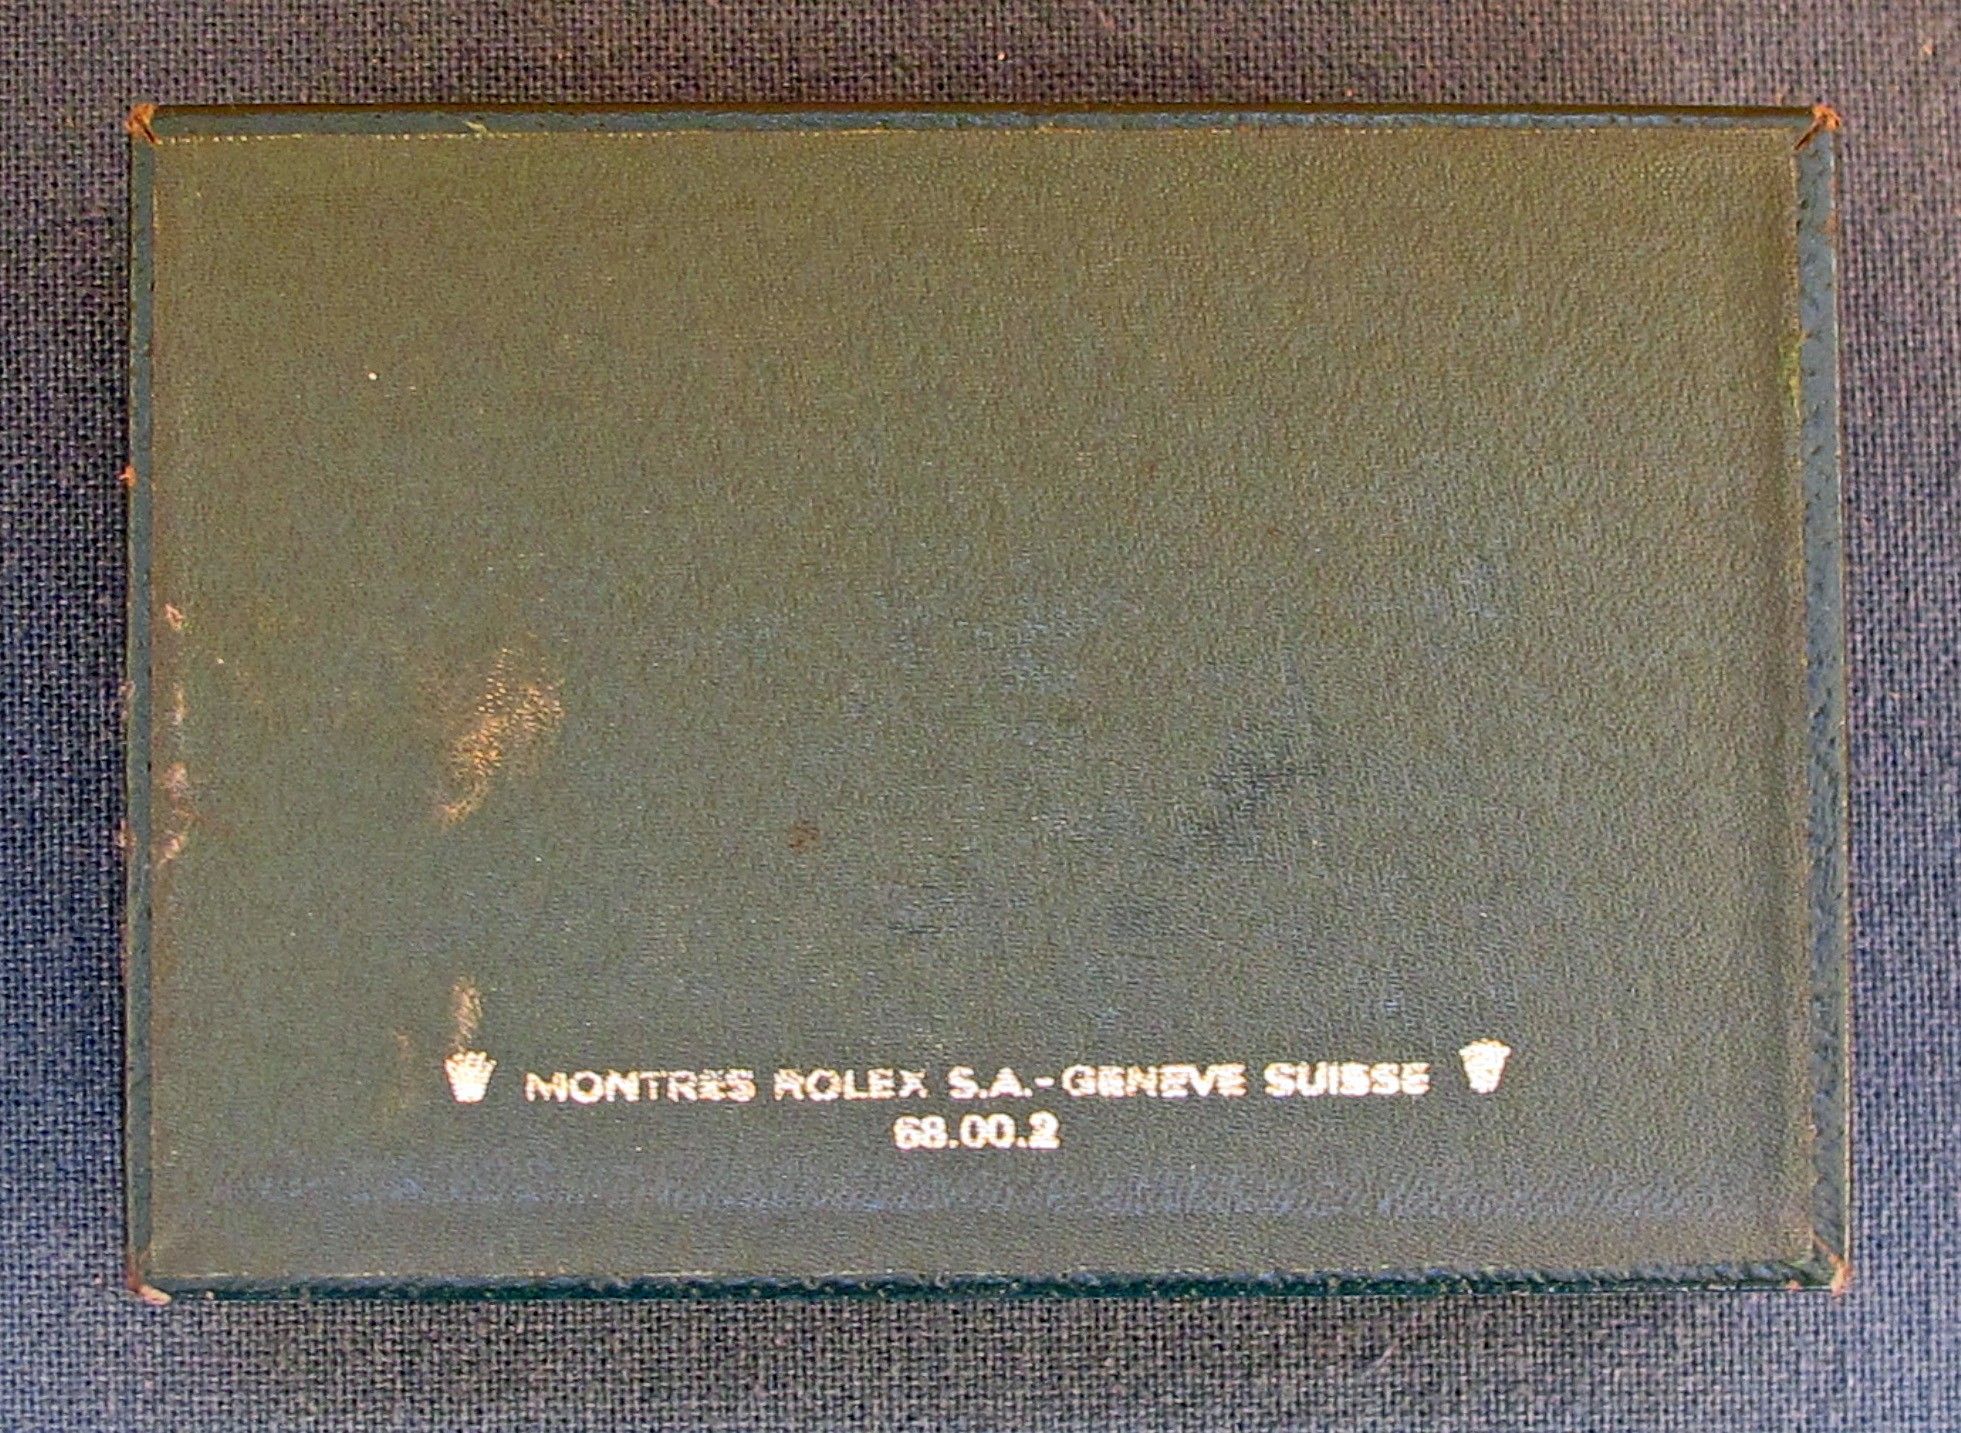 MONTRES ROLEX S.A.-GENEVE SUISSE
68.00.2